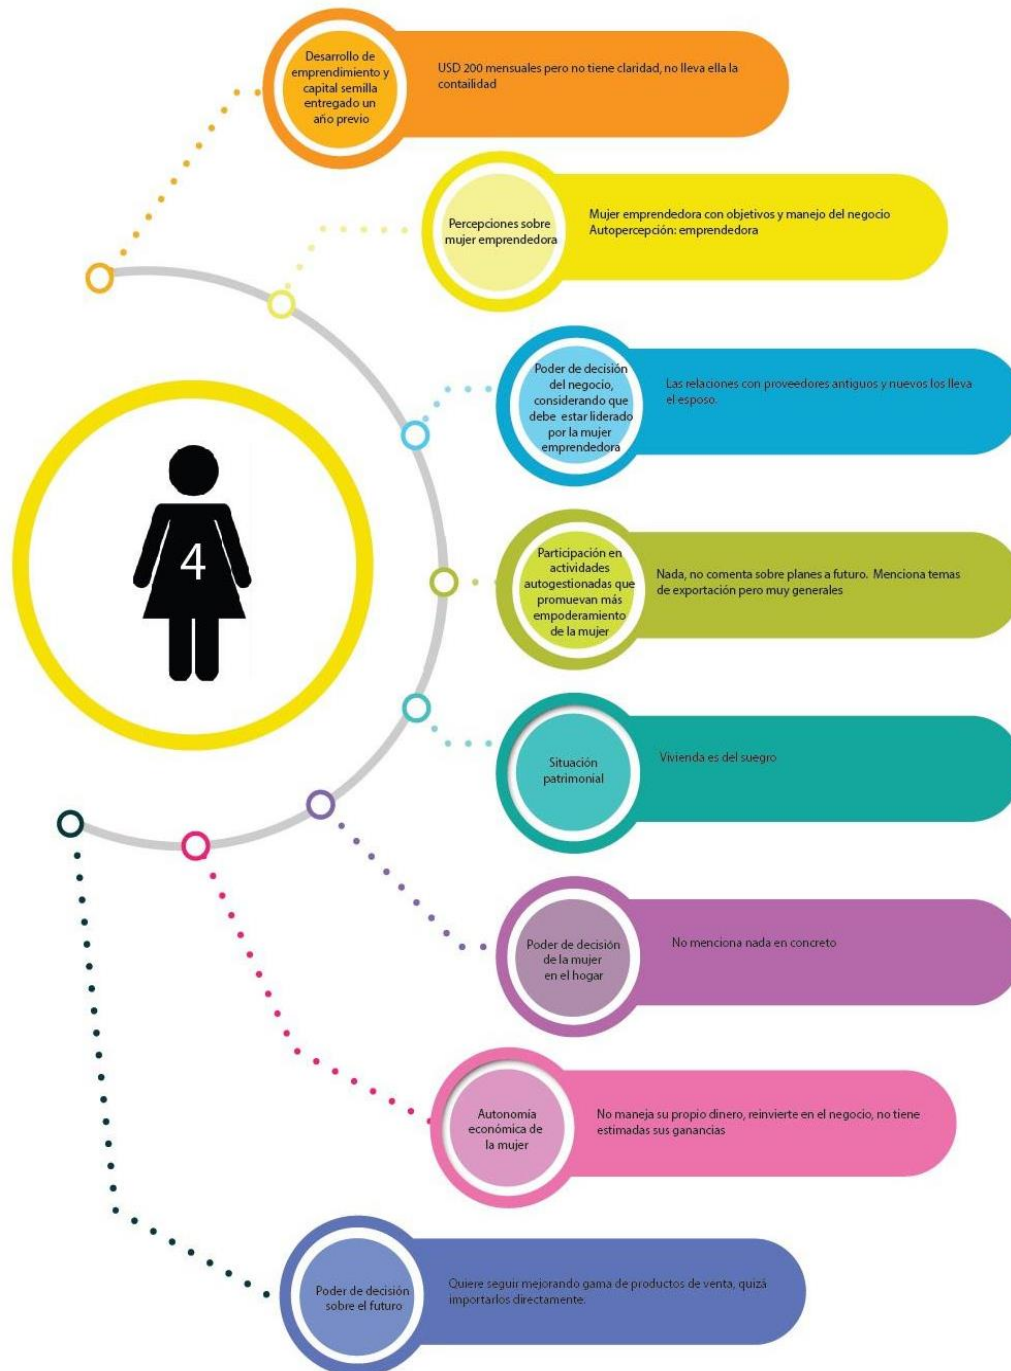 Desarrollo de
emprendimiento y
capital semilla
entregado un
año previo
USD 200 mensuales pero no tiene claridad, no lleva ella la
contailidad
Percepciones sobre
mujer emprendedora
Mujer emprendedora con objetivos y manejo del negocio
Autopercepción: emprendedora
Poder de decisión
del negocio,
considerando que
debe estar liderado
por la mujer
emprendedora
Las relaciones con proveedores antiguos y nuevos los lleva
el esposo.
4
Participación en
actividades
autogestionadas que
promuevan más
empoderamiento
de la mujer
Nada, no comenta sobre planes a futuro. Menciona temas
de exportación pero muy generales
Situación
patrimonial
Vivienda es del suegro
Poder de decisión
de la mujer
en el hogar
No menciona nada en concreto
Autonomía
económica de
la mujer
No maneja su propio dinero, reinvierte en el negocio, no tiene
estimadas sus ganancias
Poder de decisión
sobre el futuro
Quiere seguir mejorando gama de productos de venta, quizá
importarlos directamente.